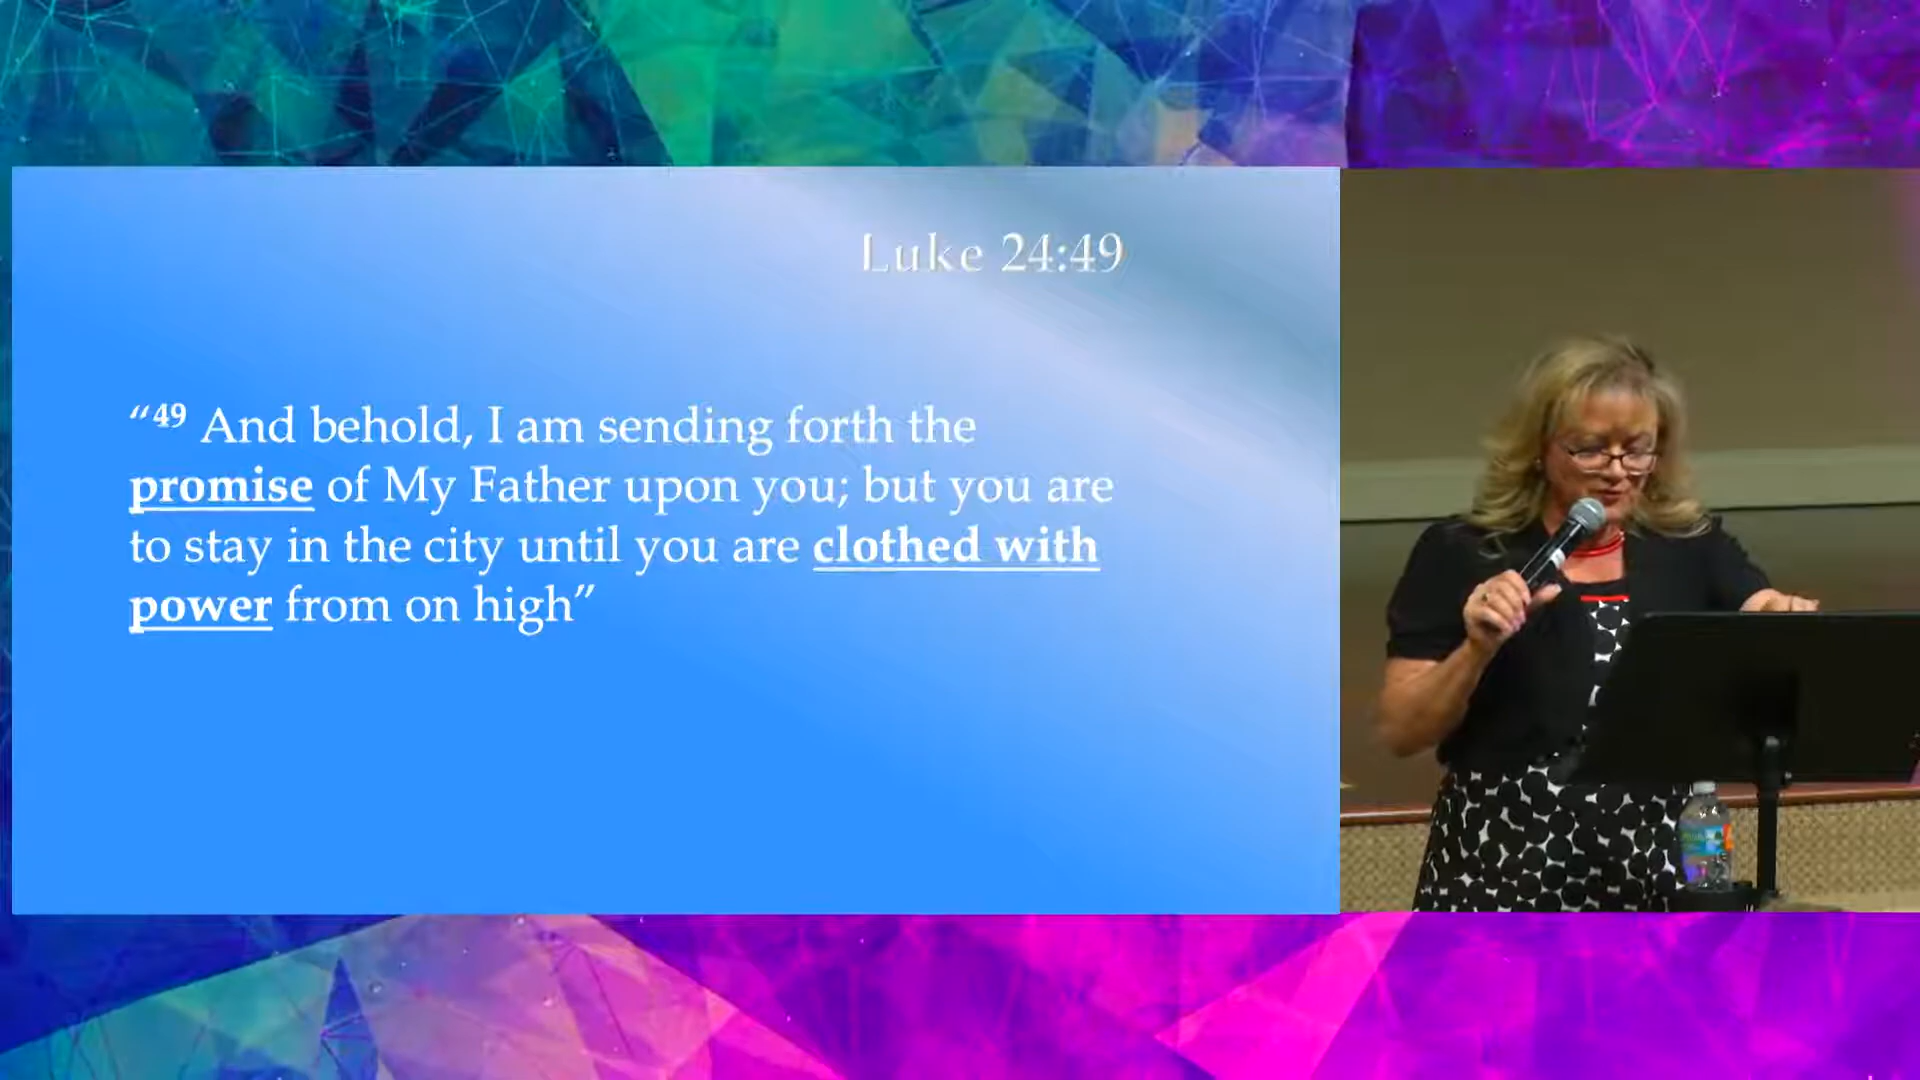 Luke 24:49
“49 And behold, I am sending forth the
promise of My Father upon you; but you are
to stay in the city until you are clothed with
power from on high”